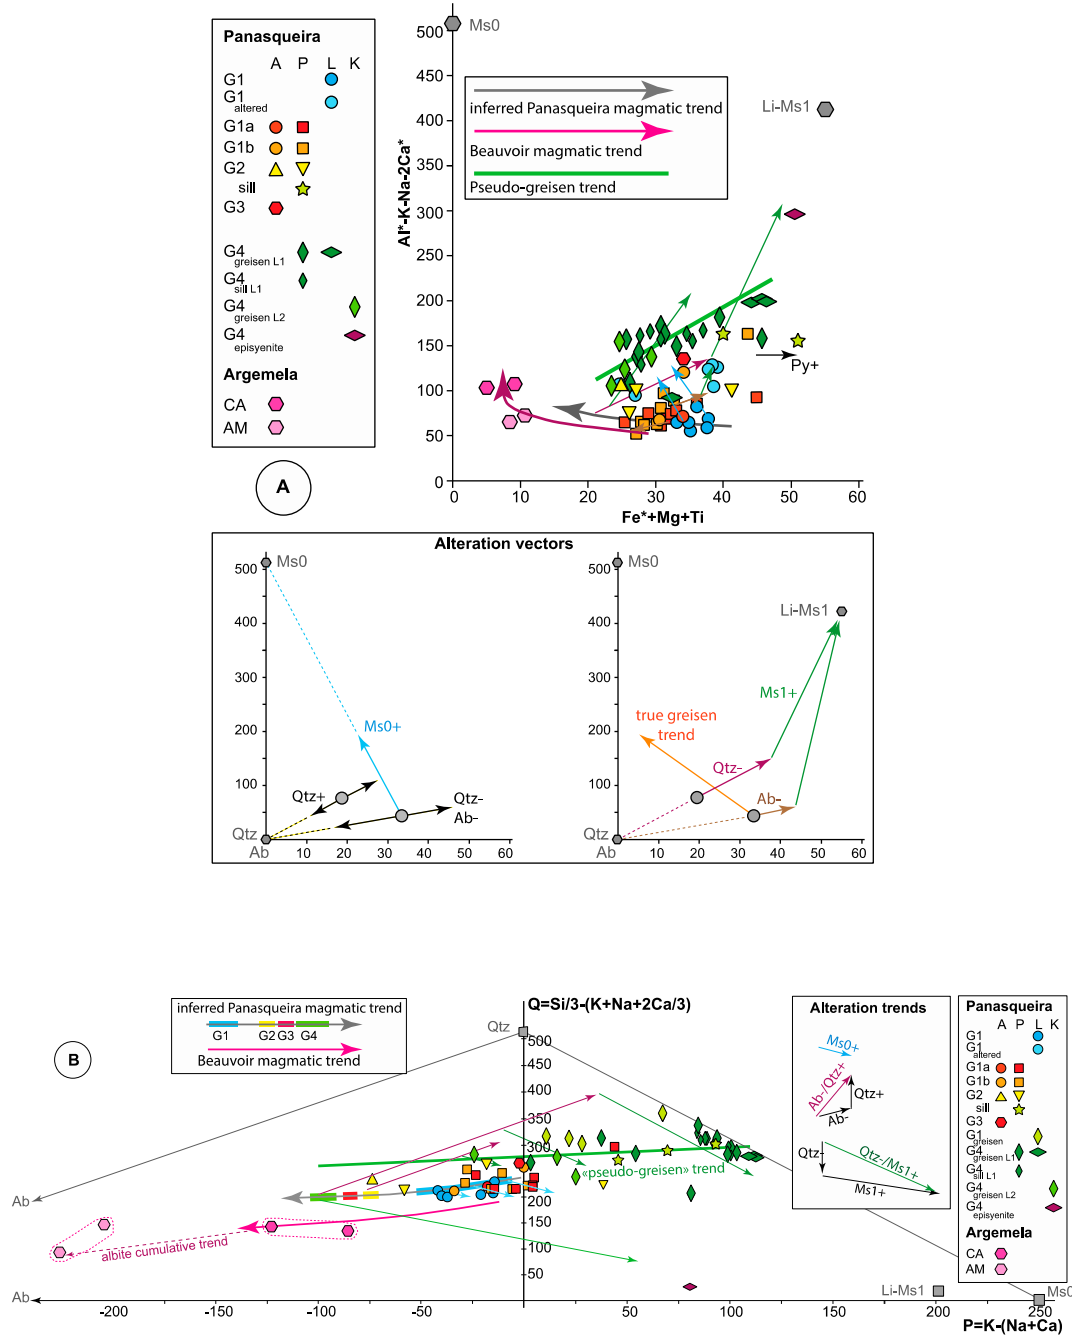 Panasqueira
A P L K
G1
G1
altered
G1a
G1b
G2
sill
G3
G4
greisen L1
G4
sill L1
G4
greisen L2
G4
episyenite
Argemela
CA
AM
A
Al*-K-Na-2Ca*
500
450
400
350
300
250
200
150
100
50
0
Ms0
Li-Ms1
inferred Panasqueira magmatic trend
Beauvoir magmatic trend
Pseudo-greisen trend
Py+
0 10 20 30 40 50 60
Fe*+Mg+Ti
Alteration vectors
500
400
300
200
100
0
Ms0
Ms0+
Qtz+
Qtz-
Ab-
Qtz
Ab
10 20 30 40 50 60
500
400
300
200
100
0
Ms0
Li-Ms1
Ms1+
true greisen
trend
Qtz-
Ab-
Qtz
Ab
10 20 30 40 50 60
B
inferred Panasqueira magmatic trend
G1 G2 G3 G4
Beauvoir magmatic trend
Q=Si/3-(K+Na+2Ca/3)
Qtz
500
450
400
350
300
250
200
150
100
50
«pseudo-greisen» trend
albite cumulative trend
Ab
Ab
Alteration trends
Ms0+
Ab-/Qtz+
Qtz+
Ab-
Qtz-
Qtz-/Ms1+
Ms1+
Panasqueira
A P L K
G1
G1
altered
G1a
G1b
G2
sill
G3
G1
greisen
G4
greisen L1
G4
sill L1
G4
greisen L2
G4
episyenite
Argemela
CA
AM
Li-Ms1
Ms0
-200 -150 -100 -50 0 50 100 150 200 250
P=K-(Na+Ca)